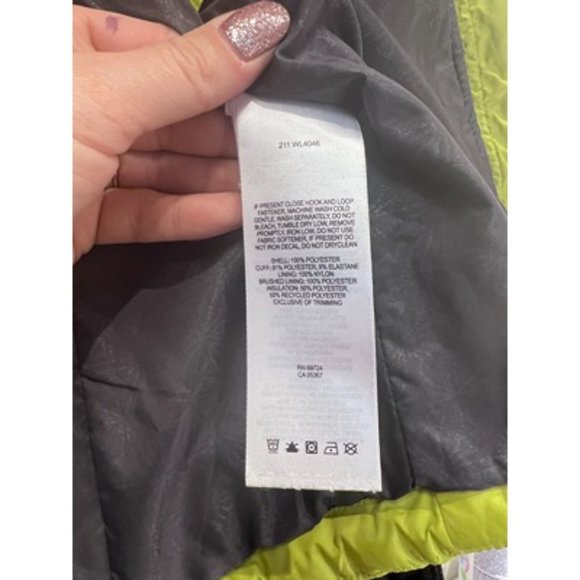 211 WL4046
IF PRESENT CLOSE HOOK AND LOOP
FASTENER, MACHINE WASH COLD
GENTLE, WASH SEPARATELY, DO NOT
BLEACH, TUMBLE DRY LOW, REMOVE
PROMPTLY, IRON LOW, DO NOT USE
FABRIC SOFTENER, IF PRESENT DO
NOT IRON DECAL, DO NOT DRYCLEAN
SHELL: 100% POLYESTER
CUFF: 91% POLYESTER, 9% ELASTANE
LINING: 100% NYLON
BRUSHED LINING: 100% POLYESTER
INSULATION: 50% POLYESTER,
50% RECYCLED POLYESTER
EXCLUSIVE OF TRIMMING
RN 69724
CA 05367